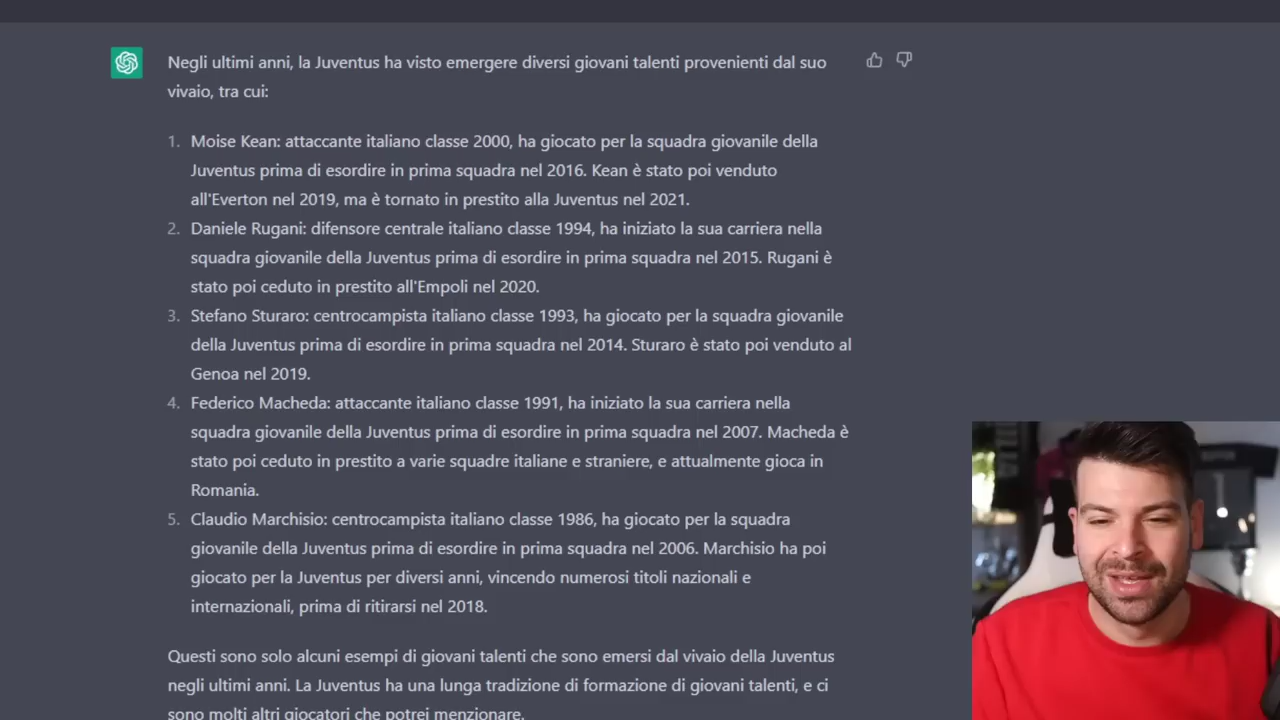 Negli ultimi anni, la Juventus ha visto emergere diversi giovani talenti provenienti dal suo
vivaio, tra cui:
1. Moise Kean: attaccante italiano classe 2000, ha giocato per la squadra giovanile della
Juventus prima di esordire in prima squadra nel 2016. Kean è stato poi venduto
all'Everton nel 2019, ma è tornato in prestito alla Juventus nel 2021.
2. Daniele Rugani: difensore centrale italiano classe 1994, ha iniziato la sua carriera nella
squadra giovanile della Juventus prima di esordire in prima squadra nel 2015. Rugani è
stato poi ceduto in prestito all'Empoli nel 2020.
3. Stefano Sturaro: centrocampista italiano classe 1993, ha giocato per la squadra giovanile
della Juventus prima di esordire in prima squadra nel 2014. Sturaro è stato poi venduto al
Genoa nel 2019.
4. Federico Macheda: attaccante italiano classe 1991, ha iniziato la sua carriera nella
squadra giovanile della Juventus prima di esordire in prima squadra nel 2007. Macheda è
stato poi ceduto in prestito a varie squadre italiane e straniere, e attualmente gioca in
Romania.
5. Claudio Marchisio: centrocampista italiano classe 1986, ha giocato per la squadra
giovanile della Juventus prima di esordire in prima squadra nel 2006. Marchisio ha poi
giocato per la Juventus per diversi anni, vincendo numerosi titoli nazionali e
internazionali, prima di ritirarsi nel 2018.
Questi sono solo alcuni esempi di giovani talenti che sono emersi dal vivaio della Juventus
negli ultimi anni. La Juventus ha una lunga tradizione di formazione di giovani talenti, e ci
sono molti altri giocatori che potrei menzionare.